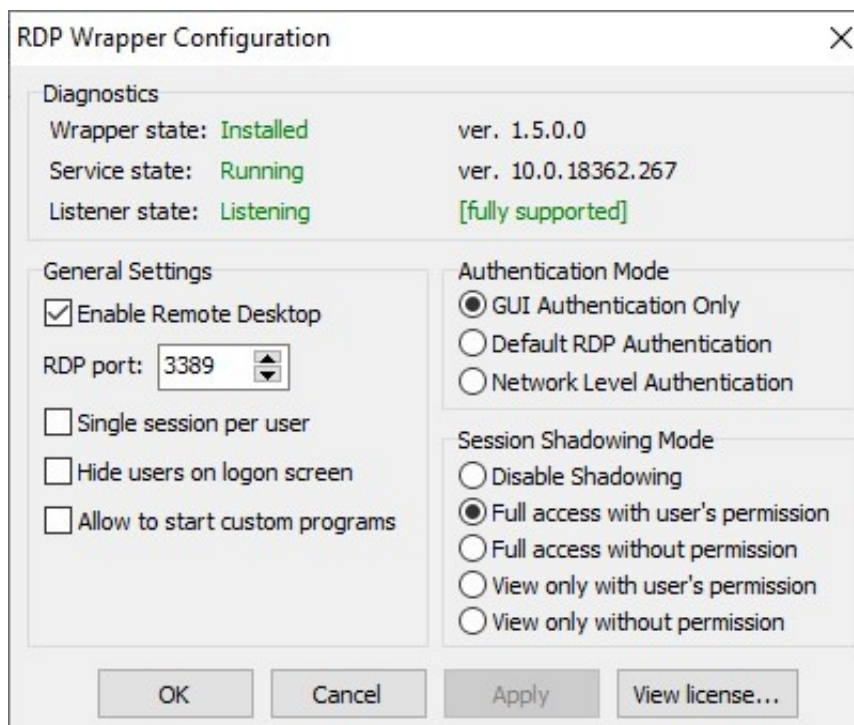 RDP Wrapper Configuration
Diagnostics
Wrapper state: Installed ver. 1.5.0.0
Service state: Running ver. 10.0.18362.267
Listener state: Listening [fully supported]
General Settings
Enable Remote Desktop
RDP port: 3389
Single session per user
Hide users on logon screen
Allow to start custom programs
Authentication Mode
GUI Authentication Only
Default RDP Authentication
Network Level Authentication
Session Shadowing Mode
Disable Shadowing
Full access with user's permission
Full access without permission
View only with user's permission
View only without permission
OK Cancel Apply View license...